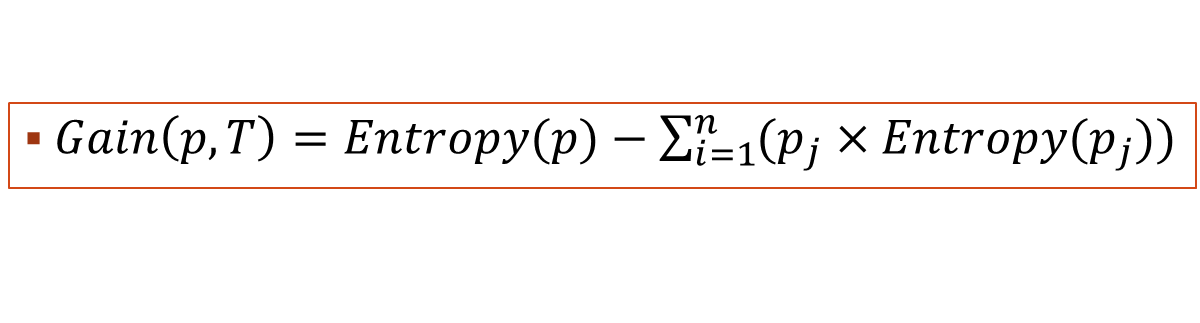 ▪ Gain(p, T) = Entropy(p) − ∑ⁿᵢ₌₁(pⱼ × Entropy(pⱼ))